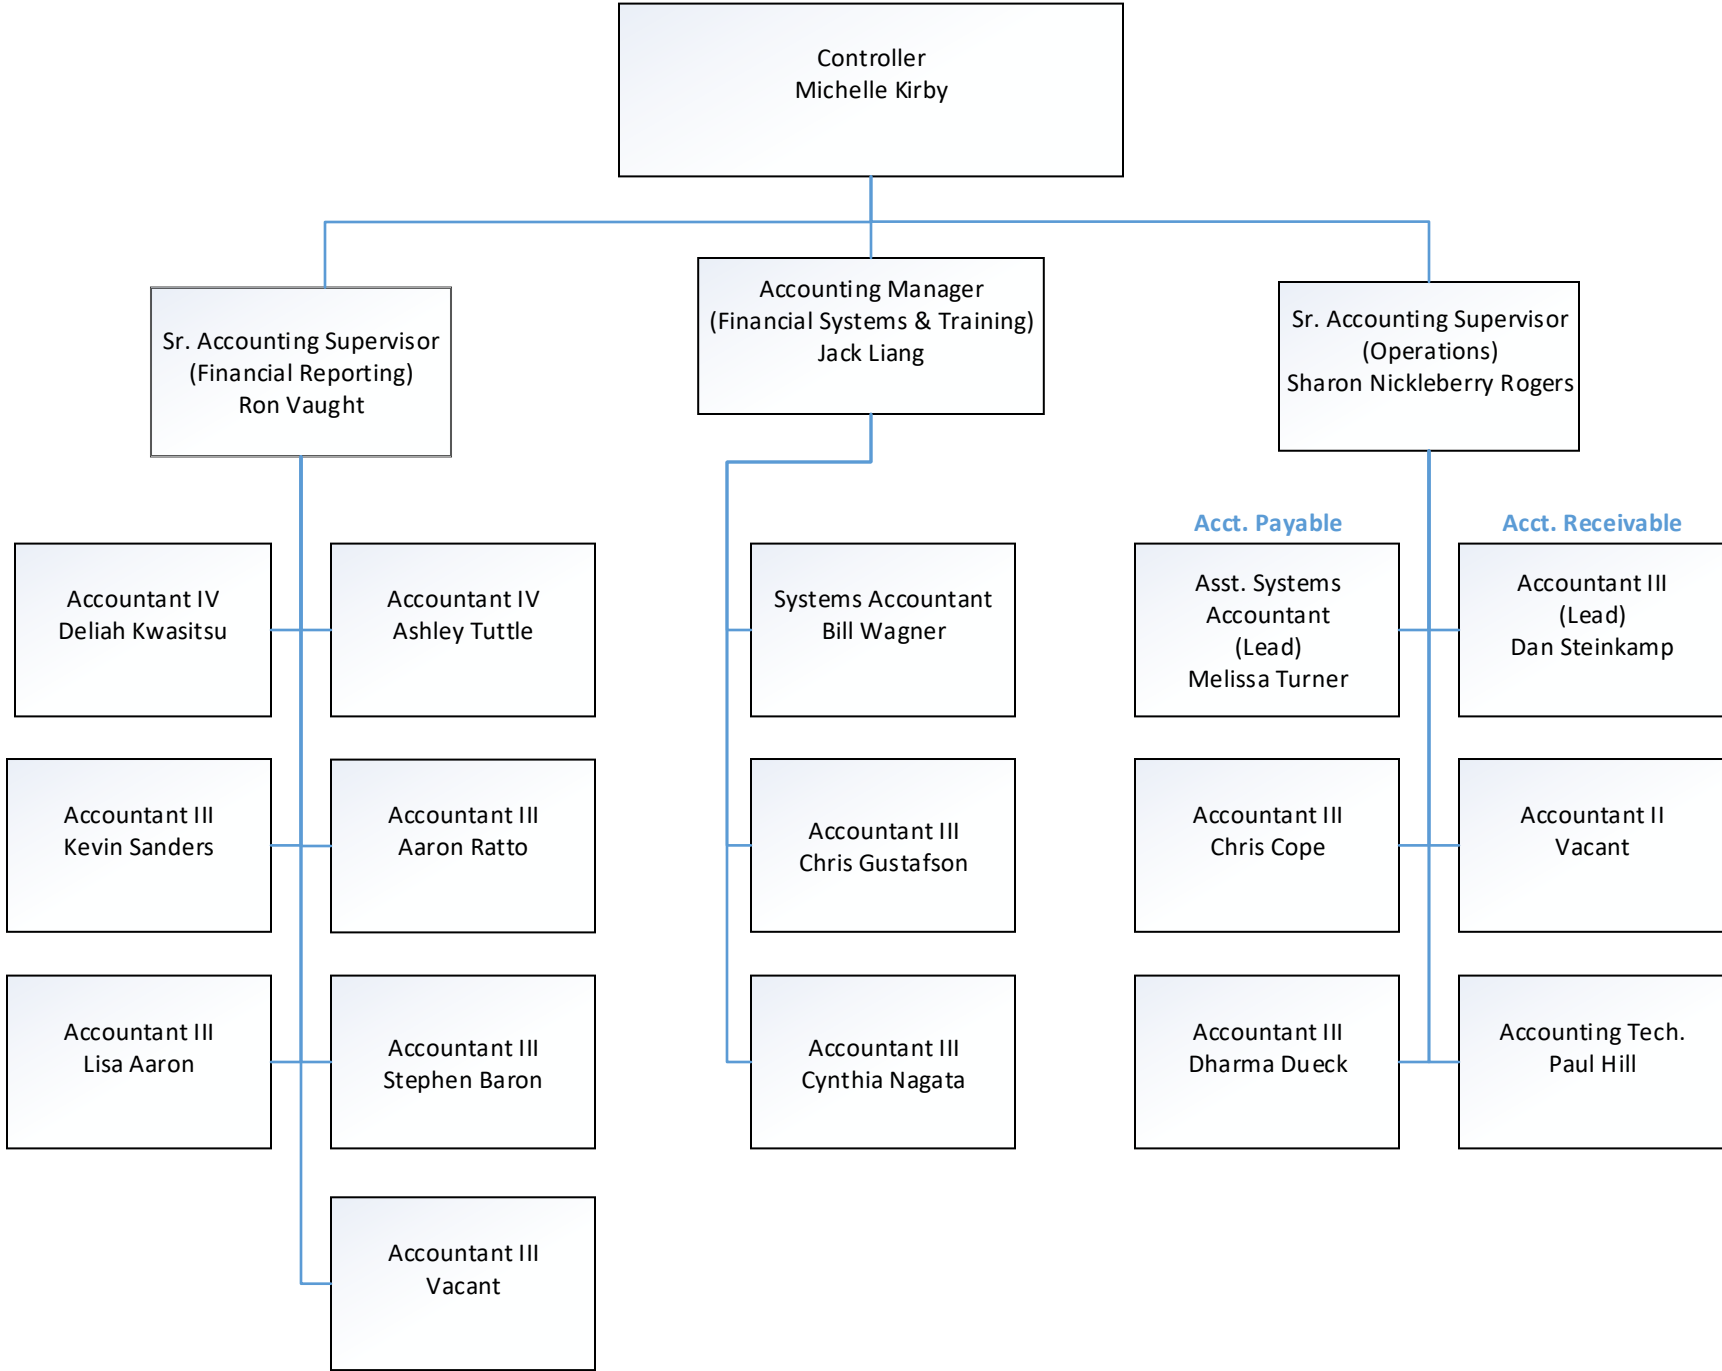 Controller
Michelle Kirby
Sr. Accounting Supervisor
(Financial Reporting)
Ron Vaught
Accounting Manager
(Financial Systems & Training)
Jack Liang
Sr. Accounting Supervisor
(Operations)
Sharon Nickleberry Rogers
Accountant IV
Deliah Kwasitsu
Accountant IV
Ashley Tuttle
Accountant III
Kevin Sanders
Accountant III
Aaron Ratto
Accountant III
Lisa Aaron
Accountant III
Stephen Baron
Accountant III
Vacant
Systems Accountant
Bill Wagner
Accountant III
Chris Gustafson
Accountant III
Cynthia Nagata
Acct. Payable
Asst. Systems
Accountant
(Lead)
Melissa Turner
Accountant III
Chris Cope
Accountant III
Dharma Dueck
Acct. Receivable
Accountant III
(Lead)
Dan Steinkamp
Accountant II
Vacant
Accounting Tech.
Paul Hill